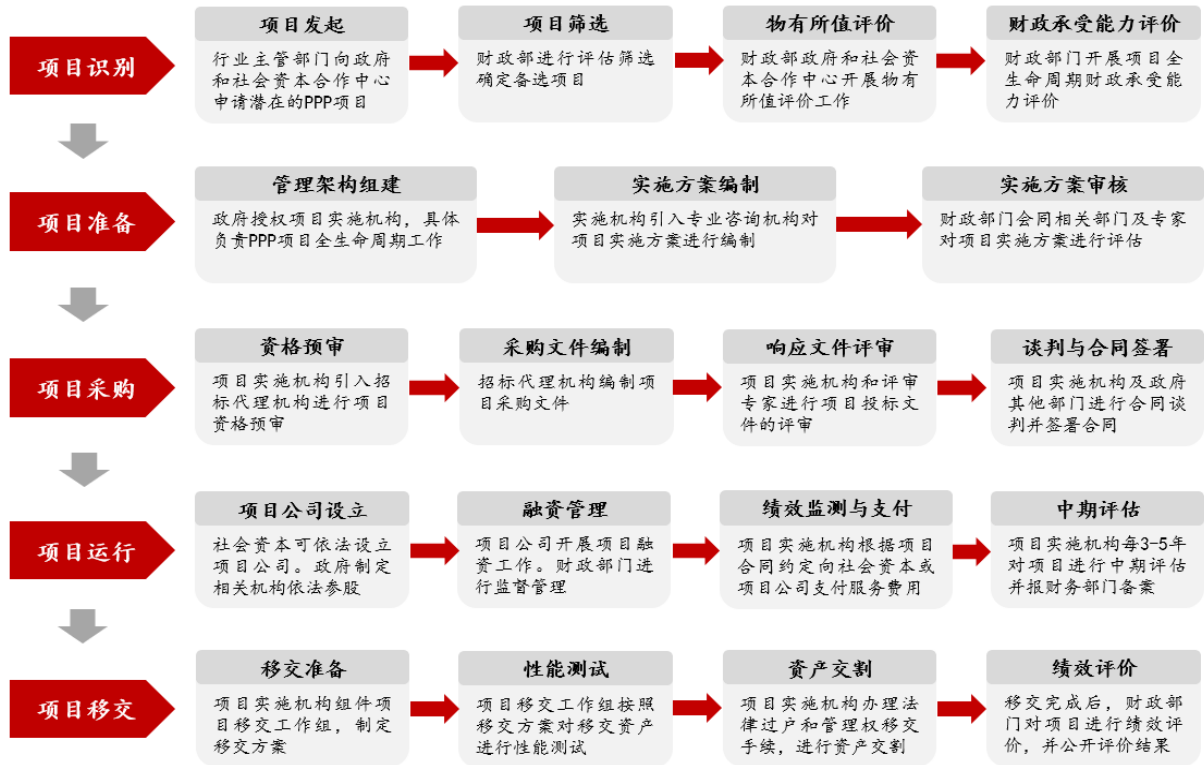 项目识别
项目发起
行业主管部门向政府
和社会资本合作中心
申请潜在的PPP项目
项目筛选
财政部进行评估筛选
确定备选项目
物有所值评价
财政部政府和社会资
本合作中心开展物有
所值评价工作
财政承受能力评价
财政部门开展项目全
生命周期财政承受能
力评价
项目准备
管理架构组建
政府授权项目实施机构，具体
负责PPP项目全生命周期工作
实施方案编制
实施机构引入专业咨询机构对
项目实施方案进行编制
实施方案审核
财政部门会同相关部门及专家
对项目实施方案进行评估
项目采购
资格预审
项目实施机构引入招
标代理机构进行项目
资格预审
采购文件编制
招标代理机构编制项
目采购文件
响应文件评审
项目实施机构和评审
专家进行项目投标文
件的评审
谈判与合同签署
项目实施机构及政府
其他部门进行合同谈
判并签署合同
项目运行
项目公司设立
社会资本可依法设立
项目公司。政府制定
相关机构依法参股
融资管理
项目公司开展项目融
资工作。财政部门进
行监督管理
绩效监测与支付
项目实施机构根据项目
合同约定向社会资本或
项目公司支付服务费用
中期评估
项目实施机构每3-5年
对项目进行中期评估
并报财务部门备案
项目移交
移交准备
项目实施机构组件项
目移交工作组，制定
移交方案
性能测试
项目移交工作组按照
移交方案对移交资产
进行性能测试
资产交割
项目实施机构办理法
律过户和管理权移交
手续，进行资产交割
绩效评价
移交完成后，财政部
门对项目进行绩效评
价，并公开评价结果